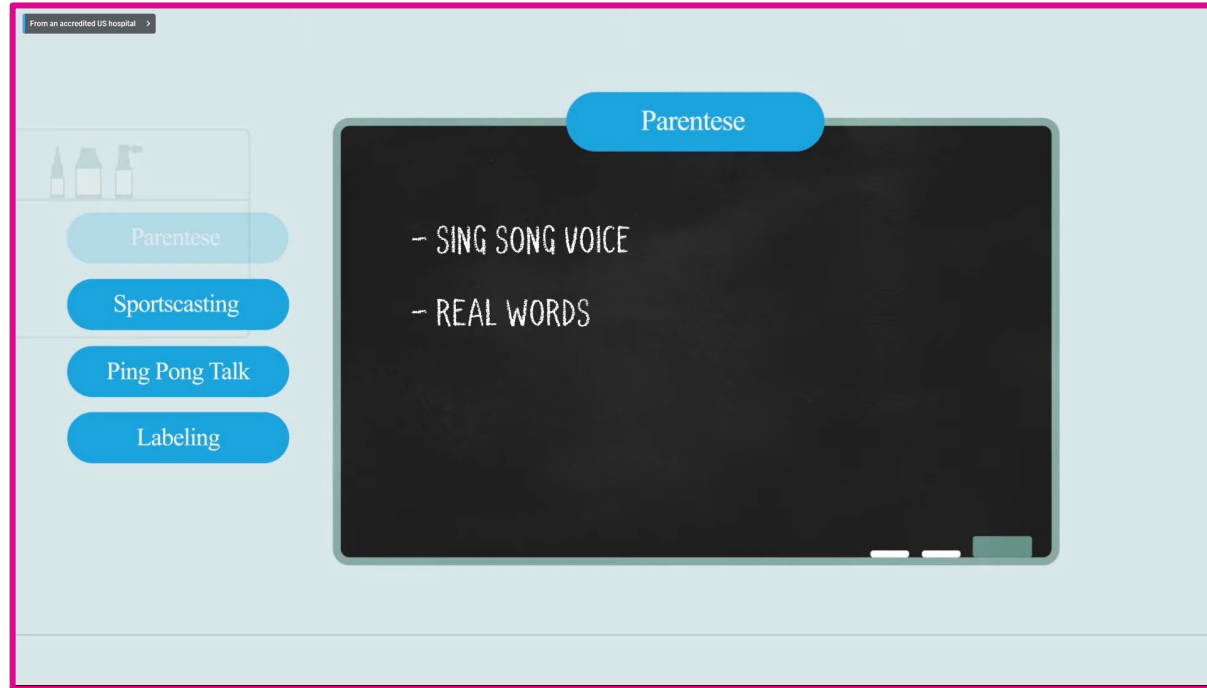 From an accredited US hospital >
Parentese
Parentese
Sportscasting
Ping Pong Talk
Labeling
- SING SONG VOICE
- REAL WORDS